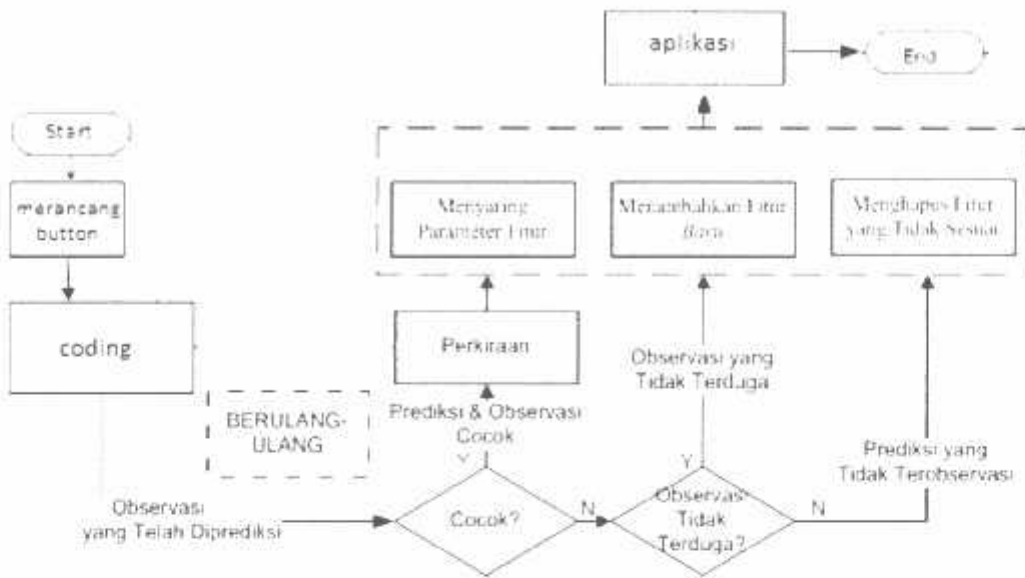 aplikasi
End
Start
merancang
button
Menyaring
Parameter Fitur
Menambahkan Fitur
Baru
Menghapus Fitur
yang Tidak Sesuai
coding
Perkiraan
Observasi yang
Tidak Terduga
BERULANG-
ULANG
Prediksi & Observasi
Cocok
Prediksi yang
Tidak Terobservasi
Y
Y
Observasi
yang Telah Diprediksi
Cocok?
N
Observasi
Tidak
Terduga?
N